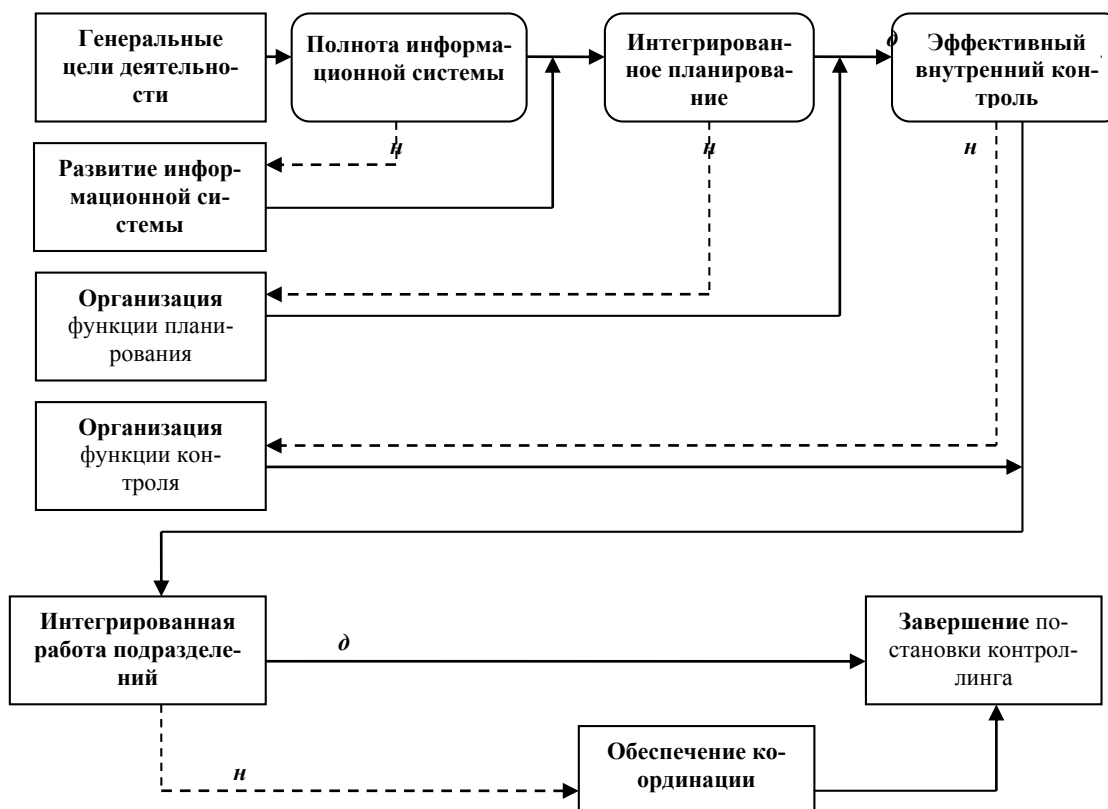 Генеральные
цели деятельно-
сти
Полнота информа-
ционной системы
Интегрирован-
ное планирова-
ние
д
Эффективный
внутренний кон-
троль
н
н
н
Развитие инфор-
мационной си-
стемы
Организация
функции плани-
рования
Организация
функции кон-
троля
Интегрированная
работа подразделе-
ний
д
Завершение по-
становки контрол-
линга
н
Обеспечение ко-
ординации